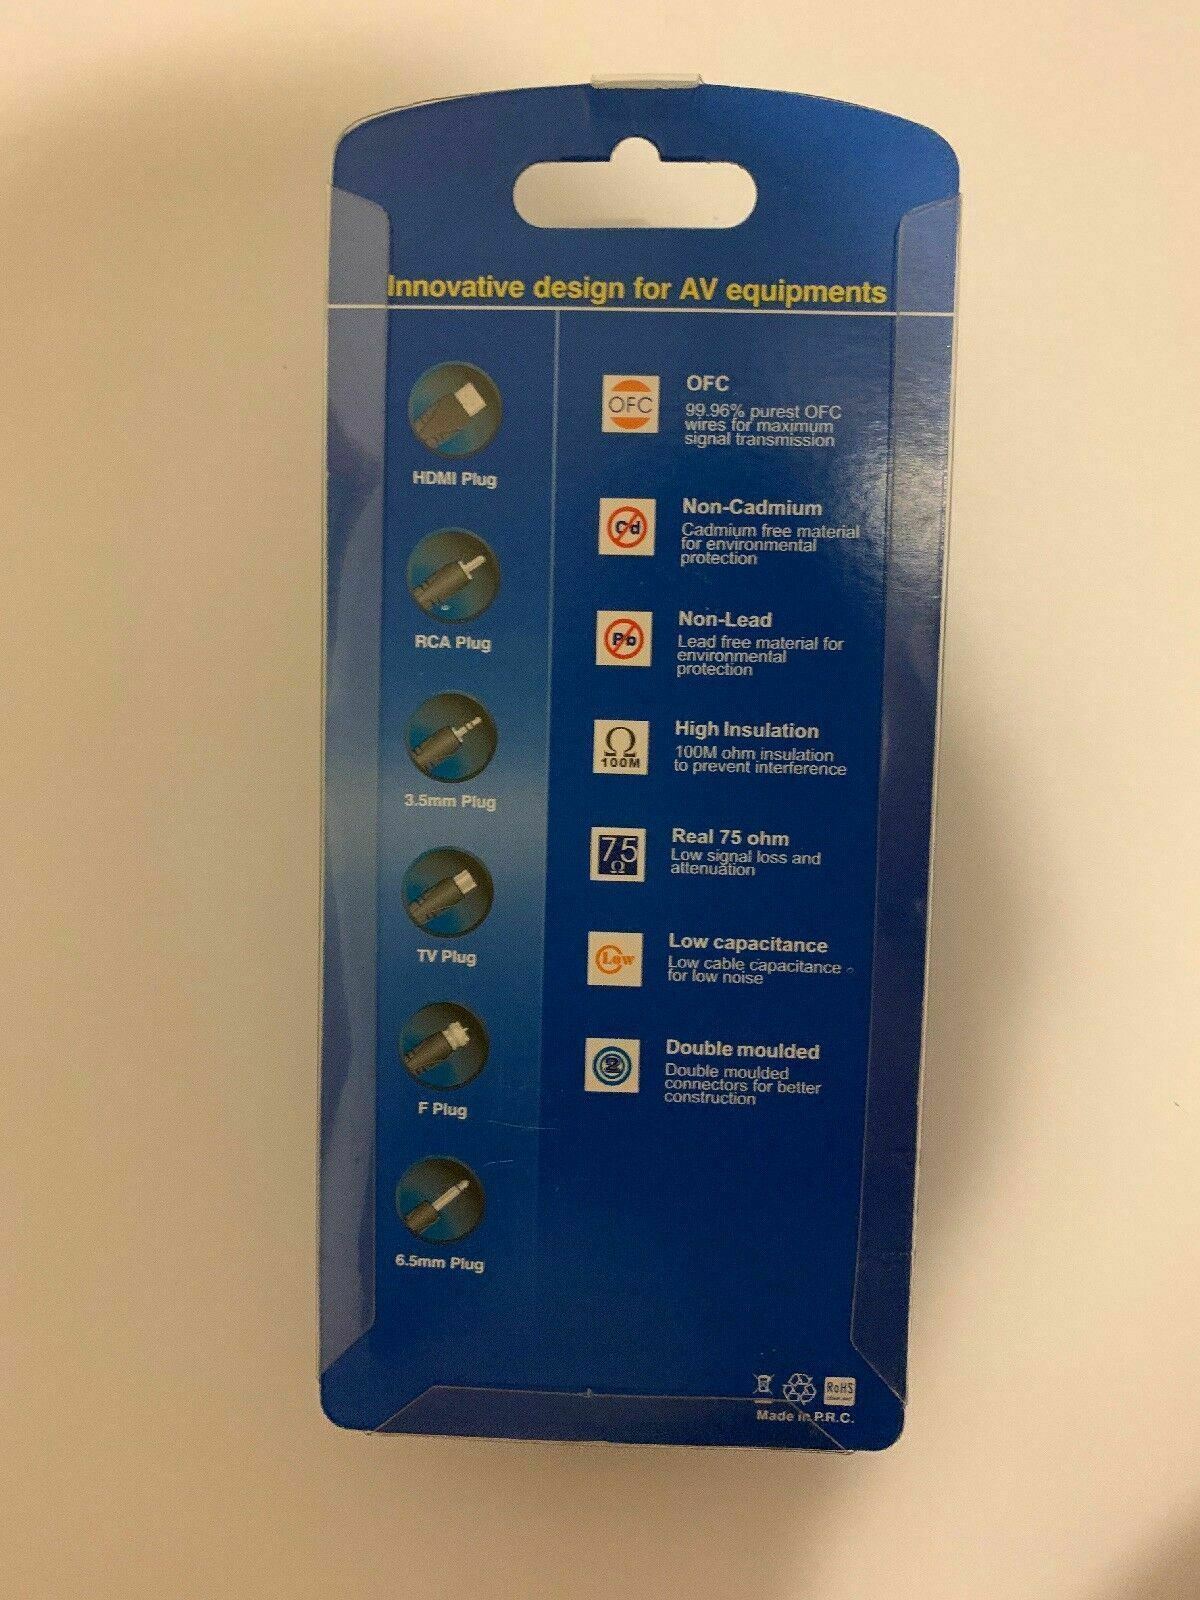 Innovative design for AV equipments
HDMI Plug
RCA Plug
3.5mm Plug
TV Plug
F Plug
6.5mm Plug
OFC
OFC
99.96% purest OFC
wires for maximum
signal transmission
Cd
Non-Cadmium
Cadmium free material
for environmental
protection
Pb
Non-Lead
Lead free material for
environmental
protection
Ω
100M
High Insulation
100M ohm insulation
to prevent interference
75
Ω
Real 75 ohm
Low signal loss and
attenuation
Low
Low capacitance
Low cable capacitance
for low noise
2
Double moulded
Double moulded
connectors for better
construction
RoHS
Made in P.R.C.